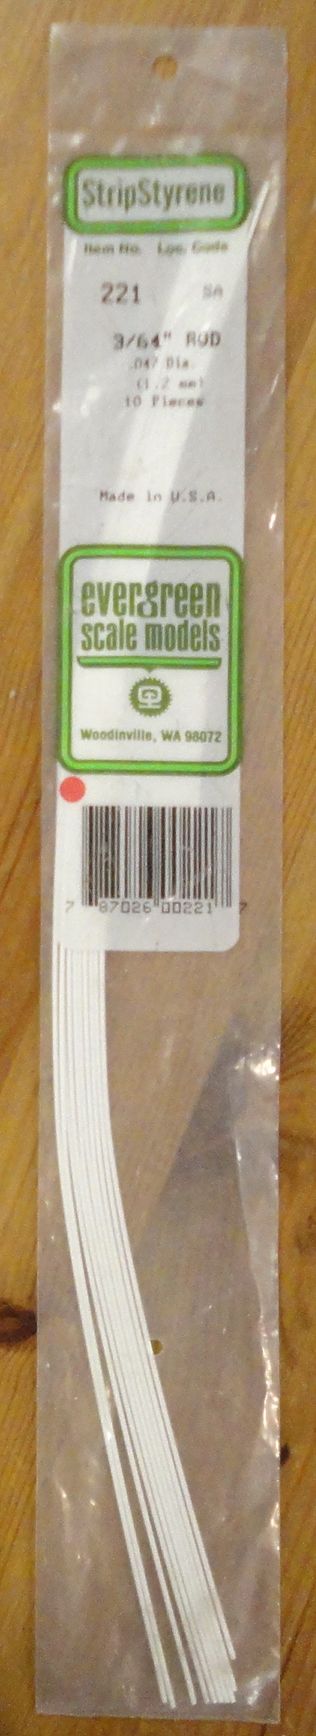 StripStyrene
Item No. Loc. Code
221 SA
3/64" ROD
.047 Dia.
(1.2 mm)
10 Pieces
Made in U.S.A.
evergreen
scale models
Woodinville, WA 98072
7 87026 00221 7